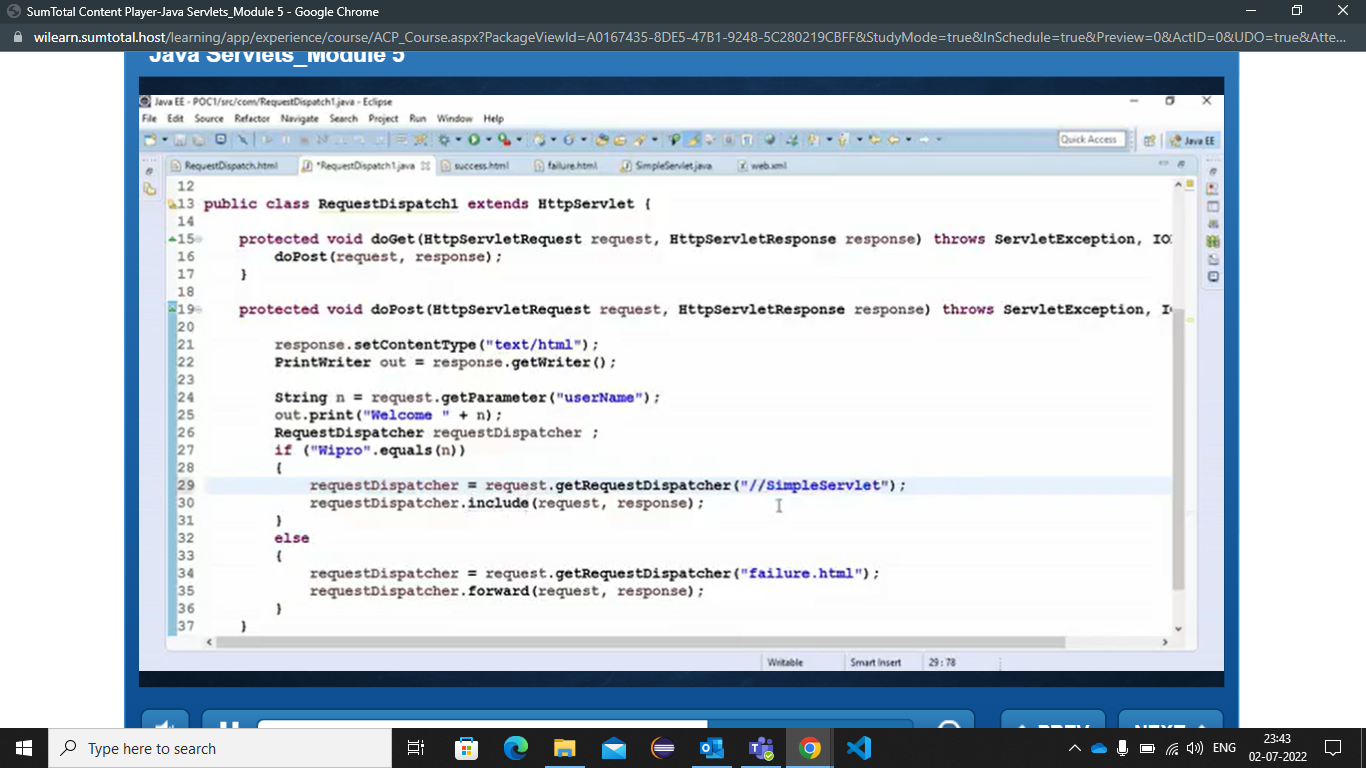 SumTotal Content Player-Java Servlets_Module 5 - Google Chrome
wilearn.sumtotal.host/learning/app/experience/course/ACP_Course.aspx?PackageViewId=A0167435-8DE5-47B1-9248-5C280219CBFF&StudyMode=true&InSchedule=true&Preview=0&ActID=0&UDO=true&Atte...
Java Servlets_Module 5
Java EE - POC1/src/com/RequestDispatch1.java - Eclipse
File Edit Source Refactor Navigate Search Project Run Window Help
Quick Access Java EE
RequestDispatch.html *RequestDispatch1.java success.html failure.html SimpleServlet.java web.xml
12
13 public class RequestDispatch1 extends HttpServlet {
14
15 protected void doGet(HttpServletRequest request, HttpServletResponse response) throws ServletException, IO
16 doPost(request, response);
17 }
18
19 protected void doPost(HttpServletRequest request, HttpServletResponse response) throws ServletException, I
20
21 response.setContentType("text/html");
22 PrintWriter out = response.getWriter();
23
24 String n = request.getParameter("userName");
25 out.print("Welcome " + n);
26 RequestDispatcher requestDispatcher ;
27 if ("Wipro".equals(n))
28 {
29 requestDispatcher = request.getRequestDispatcher("//SimpleServlet");
30 requestDispatcher.include(request, response);
31 }
32 else
33 {
34 requestDispatcher = request.getRequestDispatcher("failure.html");
35 requestDispatcher.forward(request, response);
36 }
37 }
Writable Smart Insert 29 : 78
PREV NEXT
Type here to search
ENG
23:43
02-07-2022